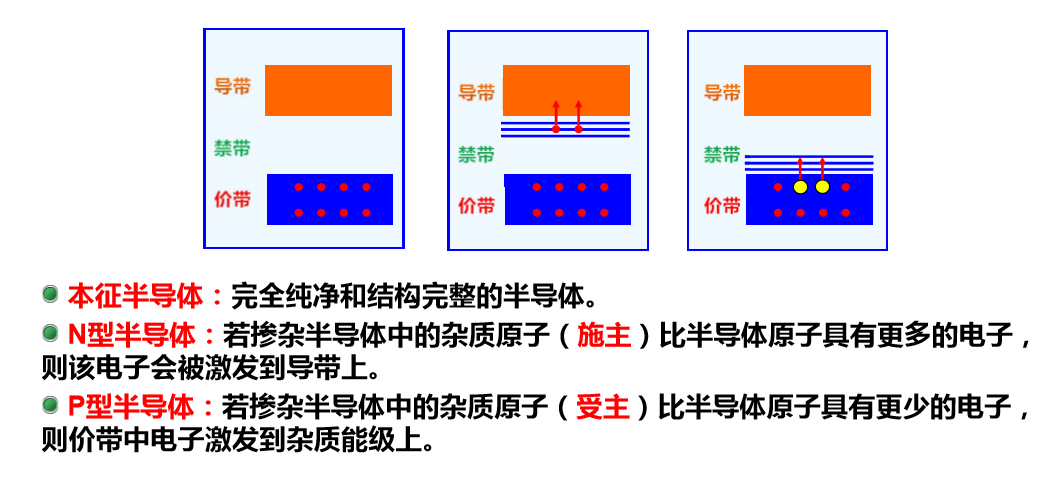 导带
禁带
价带
导带
禁带
价带
导带
禁带
价带
本征半导体：完全纯净和结构完整的半导体。
N型半导体：若掺杂半导体中的杂质原子（施主）比半导体原子具有更多的电子，
则该电子会被激发到导带上。
P型半导体：若掺杂半导体中的杂质原子（受主）比半导体原子具有更少的电子，
则价带中电子激发到杂质能级上。